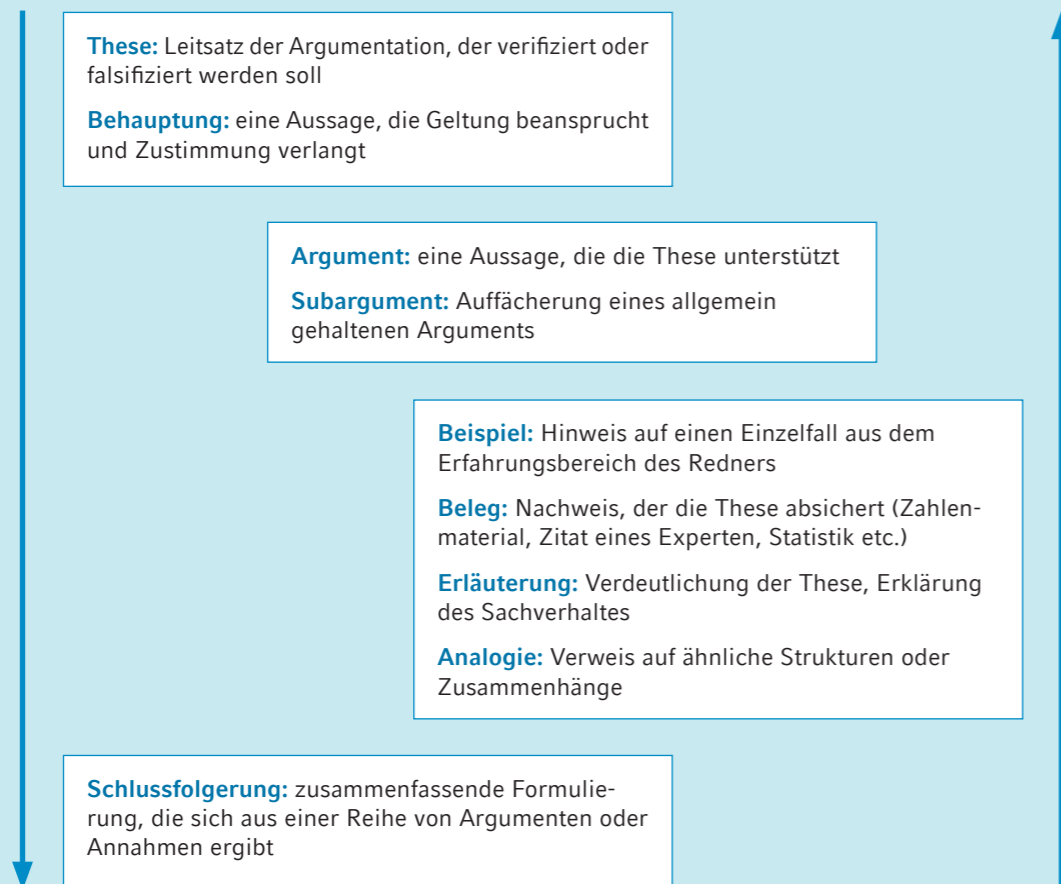 These: Leitsatz der Argumentation, der verifiziert oder
falsifiziert werden soll
Behauptung: eine Aussage, die Geltung beansprucht
und Zustimmung verlangt
Argument: eine Aussage, die die These unterstützt
Subargument: Auffächerung eines allgemein
gehaltenen Arguments
Beispiel: Hinweis auf einen Einzelfall aus dem
Erfahrungsbereich des Redners
Beleg: Nachweis, der die These absichert (Zahlen-
material, Zitat eines Experten, Statistik etc.)
Erläuterung: Verdeutlichung der These, Erklärung
des Sachverhaltes
Analogie: Verweis auf ähnliche Strukturen oder
Zusammenhänge
Schlussfolgerung: zusammenfassende Formulie-
rung, die sich aus einer Reihe von Argumenten oder
Annahmen ergibt